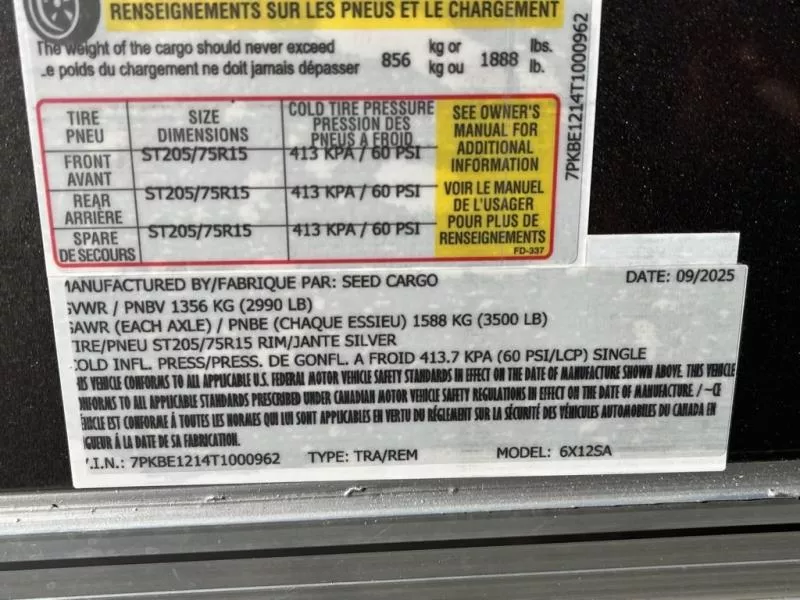 RENSEIGNEMENTS SUR LES PNEUS ET LE CHARGEMENT
The weight of the cargo should never exceed 856 kg or 1888 lbs.
Le poids du chargement ne doit jamais dépasser kg ou lb.
TIRE PNEU
SIZE DIMENSIONS
COLD TIRE PRESSURE
PRESSION DES
PNEUS A FROID
SEE OWNER'S
MANUAL FOR
ADDITIONAL
INFORMATION
VOIR LE MANUEL
DE L'USAGER
POUR PLUS DE
RENSEIGNEMENTS
FD-337
FRONT AVANT ST205/75R15 413 KPA / 60 PSI
REAR ARRIÈRE ST205/75R15 413 KPA / 60 PSI
SPARE DE SECOURS ST205/75R15 413 KPA / 60 PSI
7PKBE1214T1000962
MANUFACTURED BY/FABRIQUE PAR: SEED CARGO DATE: 09/2025
GVWR / PNBV 1356 KG (2990 LB)
GAWR (EACH AXLE) / PNBE (CHAQUE ESSIEU) 1588 KG (3500 LB)
TIRE/PNEU ST205/75R15 RIM/JANTE SILVER
COLD INFL. PRESS/PRESS. DE GONFL. A FROID 413.7 KPA (60 PSI/LCP) SINGLE
THIS VEHICLE CONFORMS TO ALL APPLICABLE U.S. FEDERAL MOTOR VEHICLE SAFETY STANDARDS IN EFFECT ON THE DATE OF MANUFACTURE SHOWN ABOVE. THIS VEHICLE
CONFORMS TO ALL APPLICABLE STANDARDS PRESCRIBED UNDER CANADIAN MOTOR VEHICLE SAFETY REGULATIONS IN EFFECT ON THE DATE OF MANUFACTURE. / ~CE
VÉHICLE EST CONFORME À TOUTES LES NORMES QUI LUI SONT APPLICABLES EN VERTU DU RÉGLEMENT SUR LA SÉCURITÉ DES VÉHICULES AUTOMOBILES DU CANADA EN
VIGUEUR À LA DATE DE SA FABRICATION.
V.I.N.: 7PKBE1214T1000962 TYPE: TRA/REM MODEL: 6X12SA